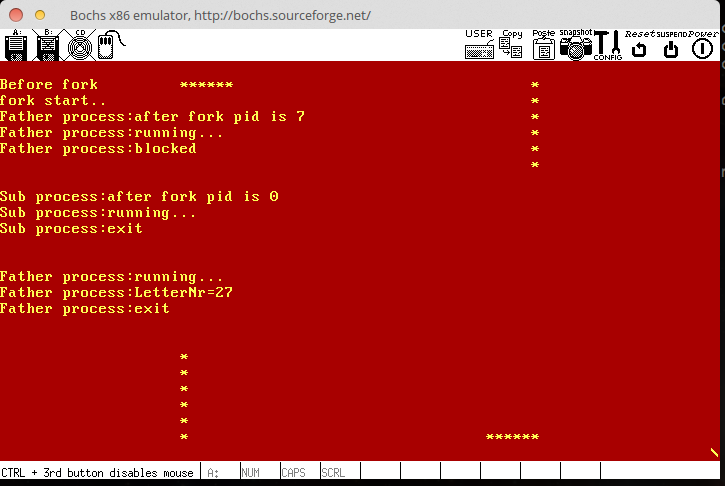 Bochs x86 emulator, http://bochs.sourceforge.net/
A: B: CD USER Copy Paste snapshot CONFIG Reset SUSPEND Power
Before fork ****** *
fork start.. *
Father process:after fork pid is 7 *
Father process:running... *
Father process:blocked *
*
Sub process:after fork pid is 0
Sub process:running...
Sub process:exit
Father process:running...
Father process:LetterNr=27
Father process:exit
*
*
*
*
*
* ******
\
CTRL + 3rd button disables mouse A: NUM CAPS SCRL